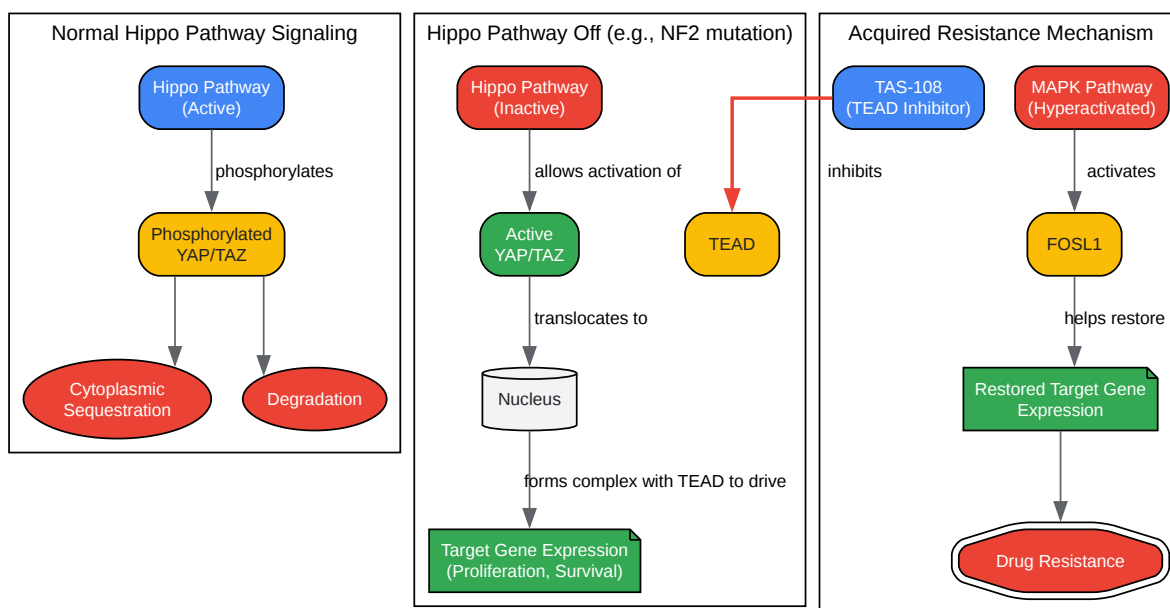 Normal Hippo Pathway Signaling
Hippo Pathway
(Active)
phosphorylates
Phosphorylated
YAP/TAZ
Cytoplasmic
Sequestration
Degradation
Hippo Pathway Off (e.g., NF2 mutation)
Hippo Pathway
(Inactive)
allows activation of
Active
YAP/TAZ
TEAD
translocates to
Nucleus
forms complex with TEAD to drive
Target Gene Expression
(Proliferation, Survival)
Acquired Resistance Mechanism
TAS-108
(TEAD Inhibitor)
inhibits
MAPK Pathway
(Hyperactivated)
activates
FOSL1
helps restore
Restored Target Gene
Expression
Drug Resistance